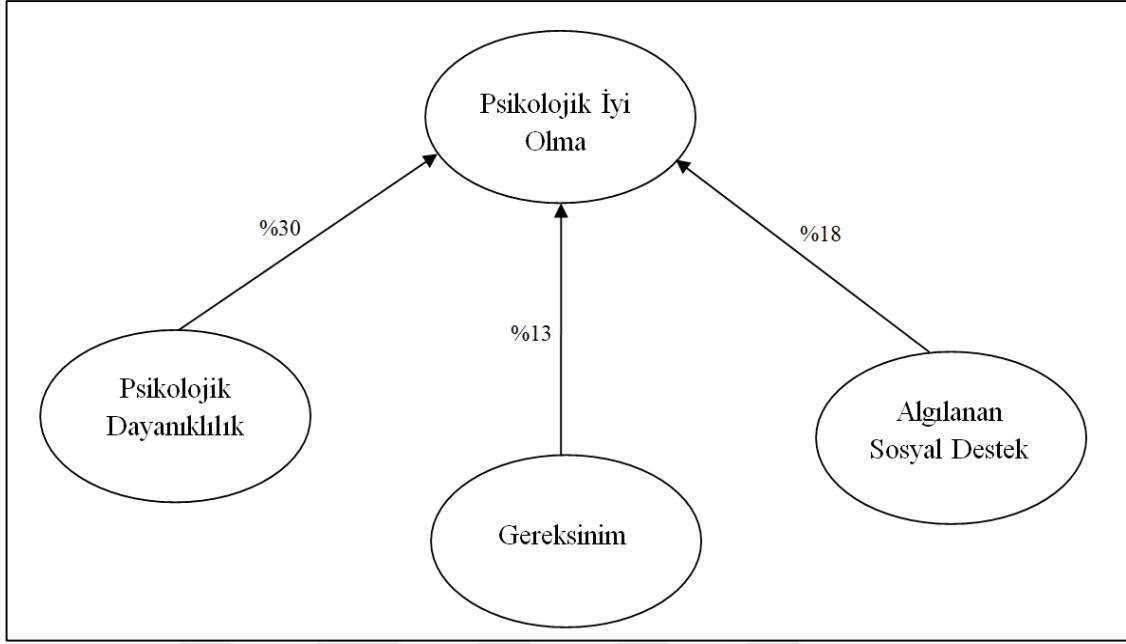 Psikolojik İyi
Olma
%30
%18
%13
Psikolojik
Dayanıklılık
Algılanan
Sosyal Destek
Gereksinim